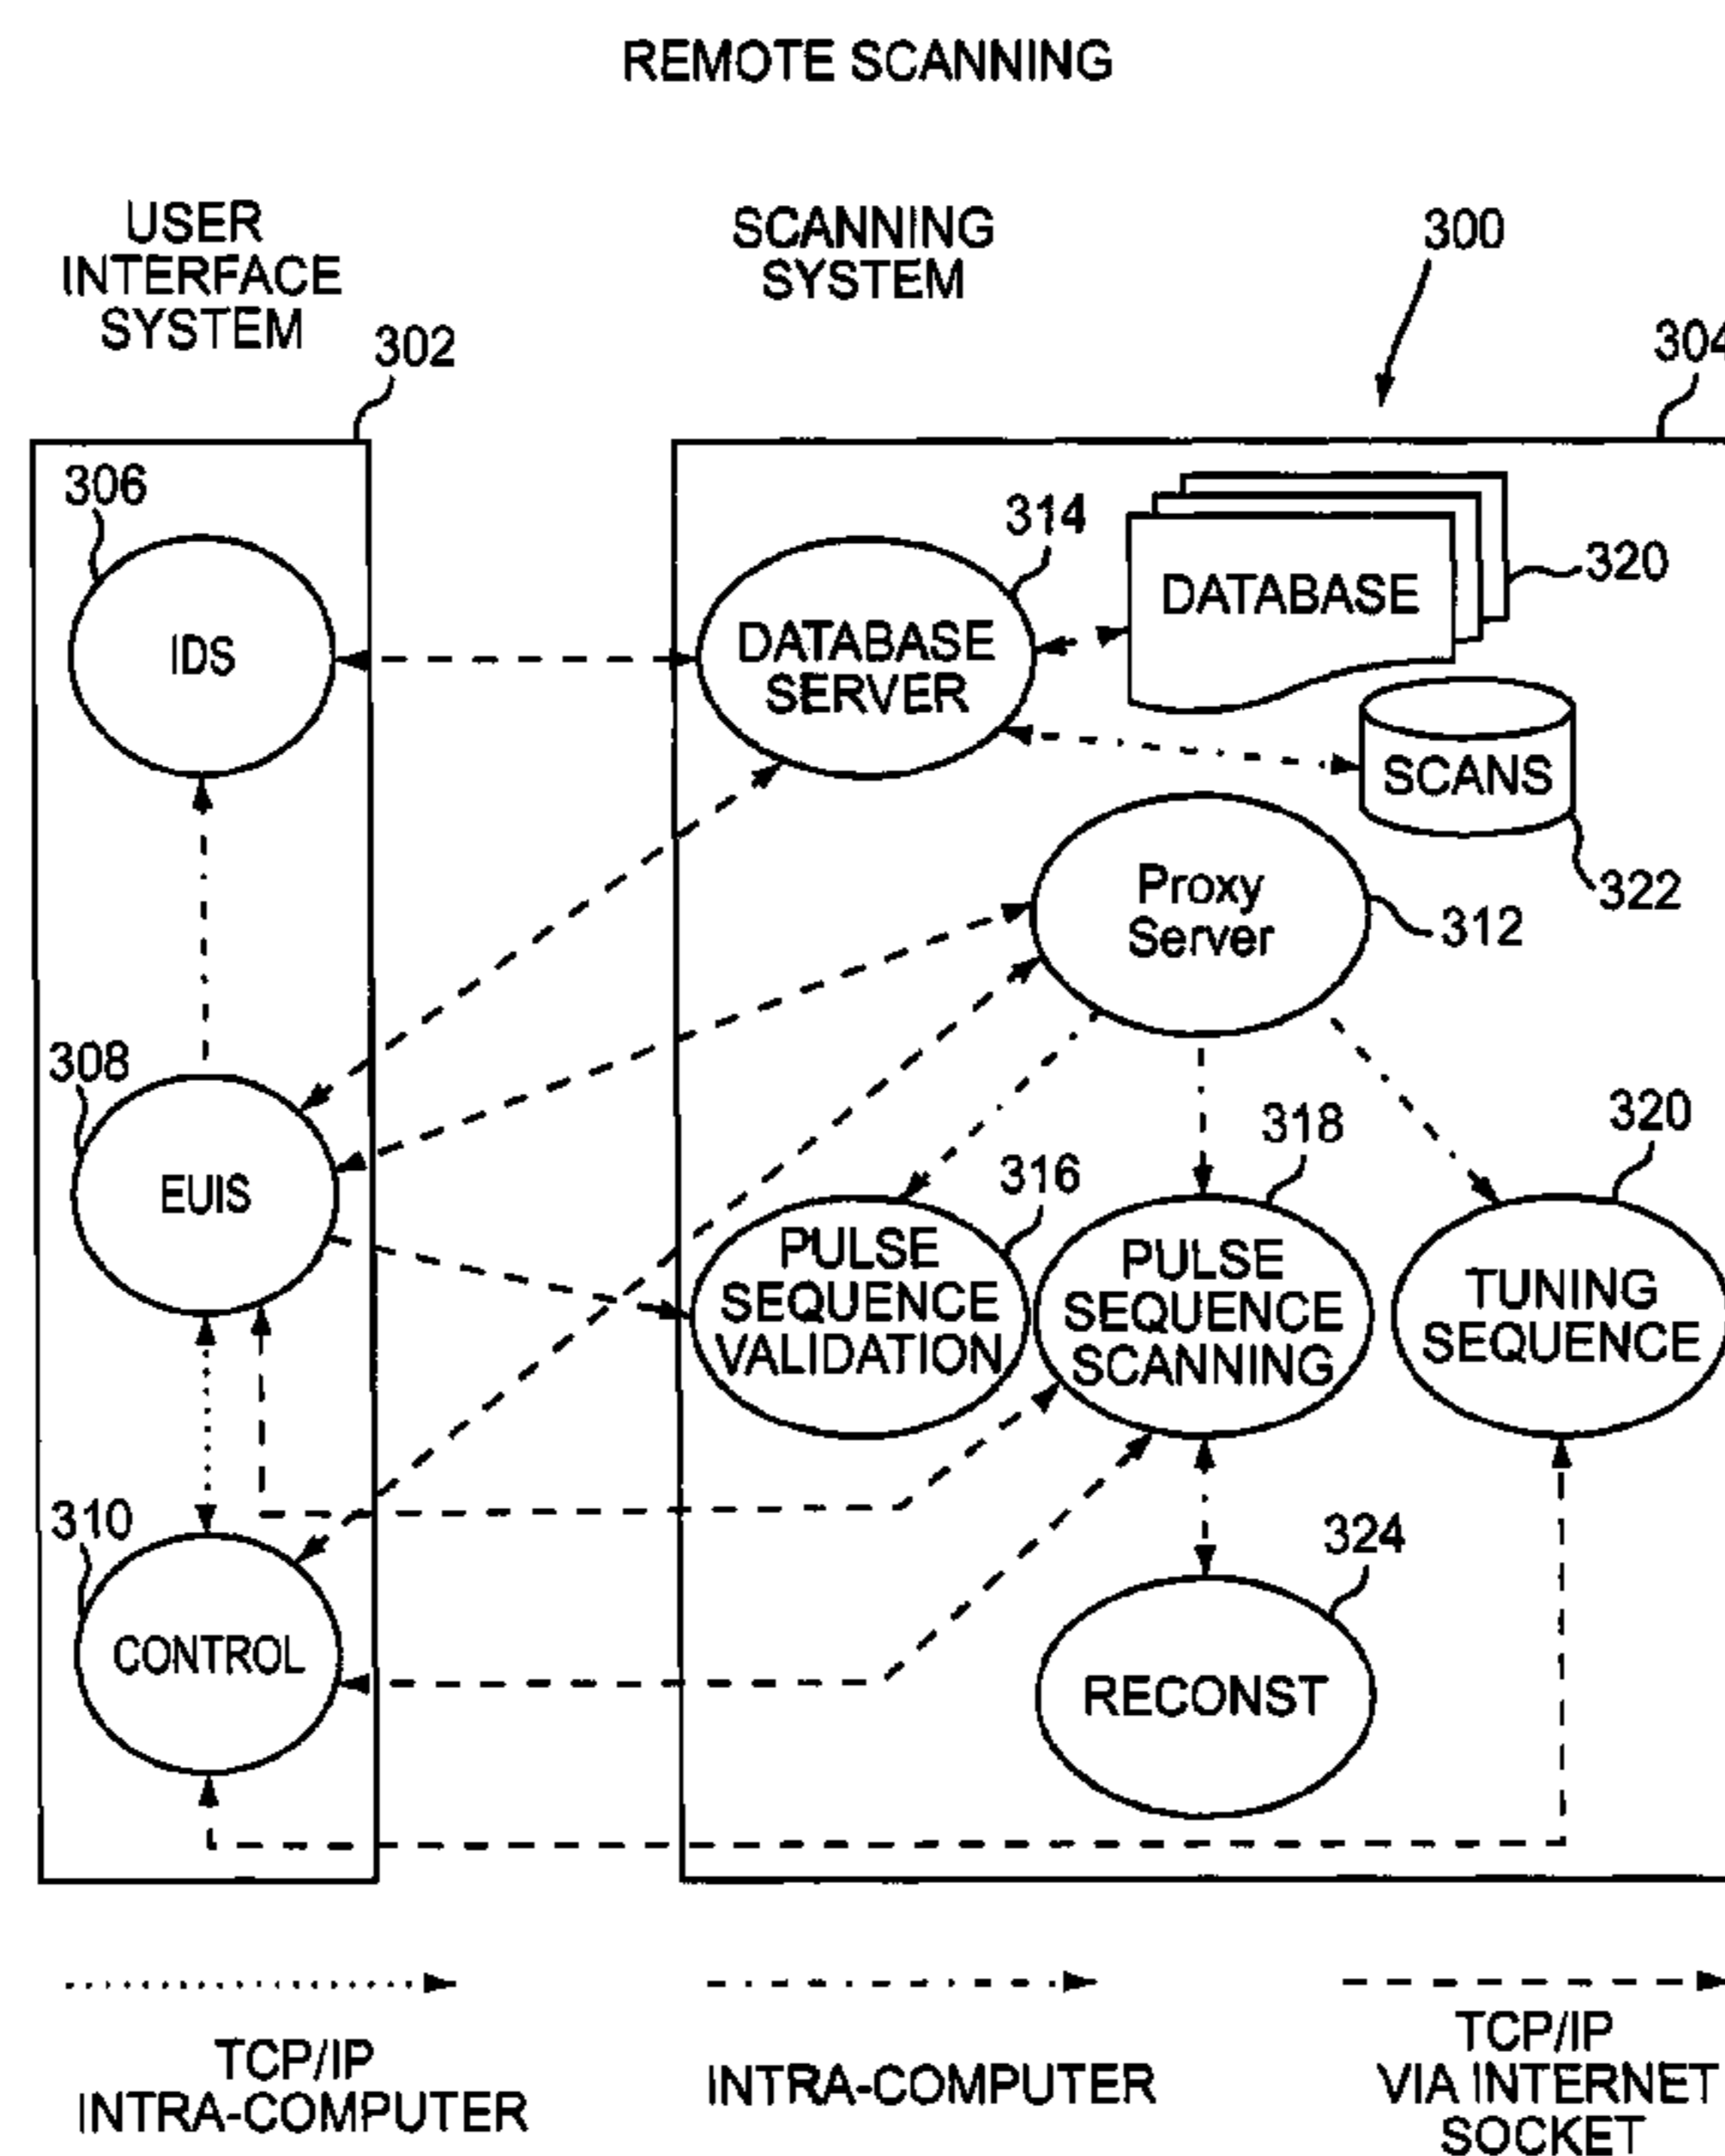 REMOTE SCANNING
USER
INTERFACE
SYSTEM
SCANNING
SYSTEM
300
302
304
306
314
DATABASE
320
IDS
DATABASE
SERVER
SCANS
322
Proxy
Server
312
308
EUIS
316
318
320
PULSE
SEQUENCE
VALIDATION
PULSE
SEQUENCE
SCANNING
TUNING
SEQUENCE
310
CONTROL
324
RECONST
TCP/IP
INTRA-COMPUTER
INTRA-COMPUTER
TCP/IP
VIA INTERNET
SOCKET